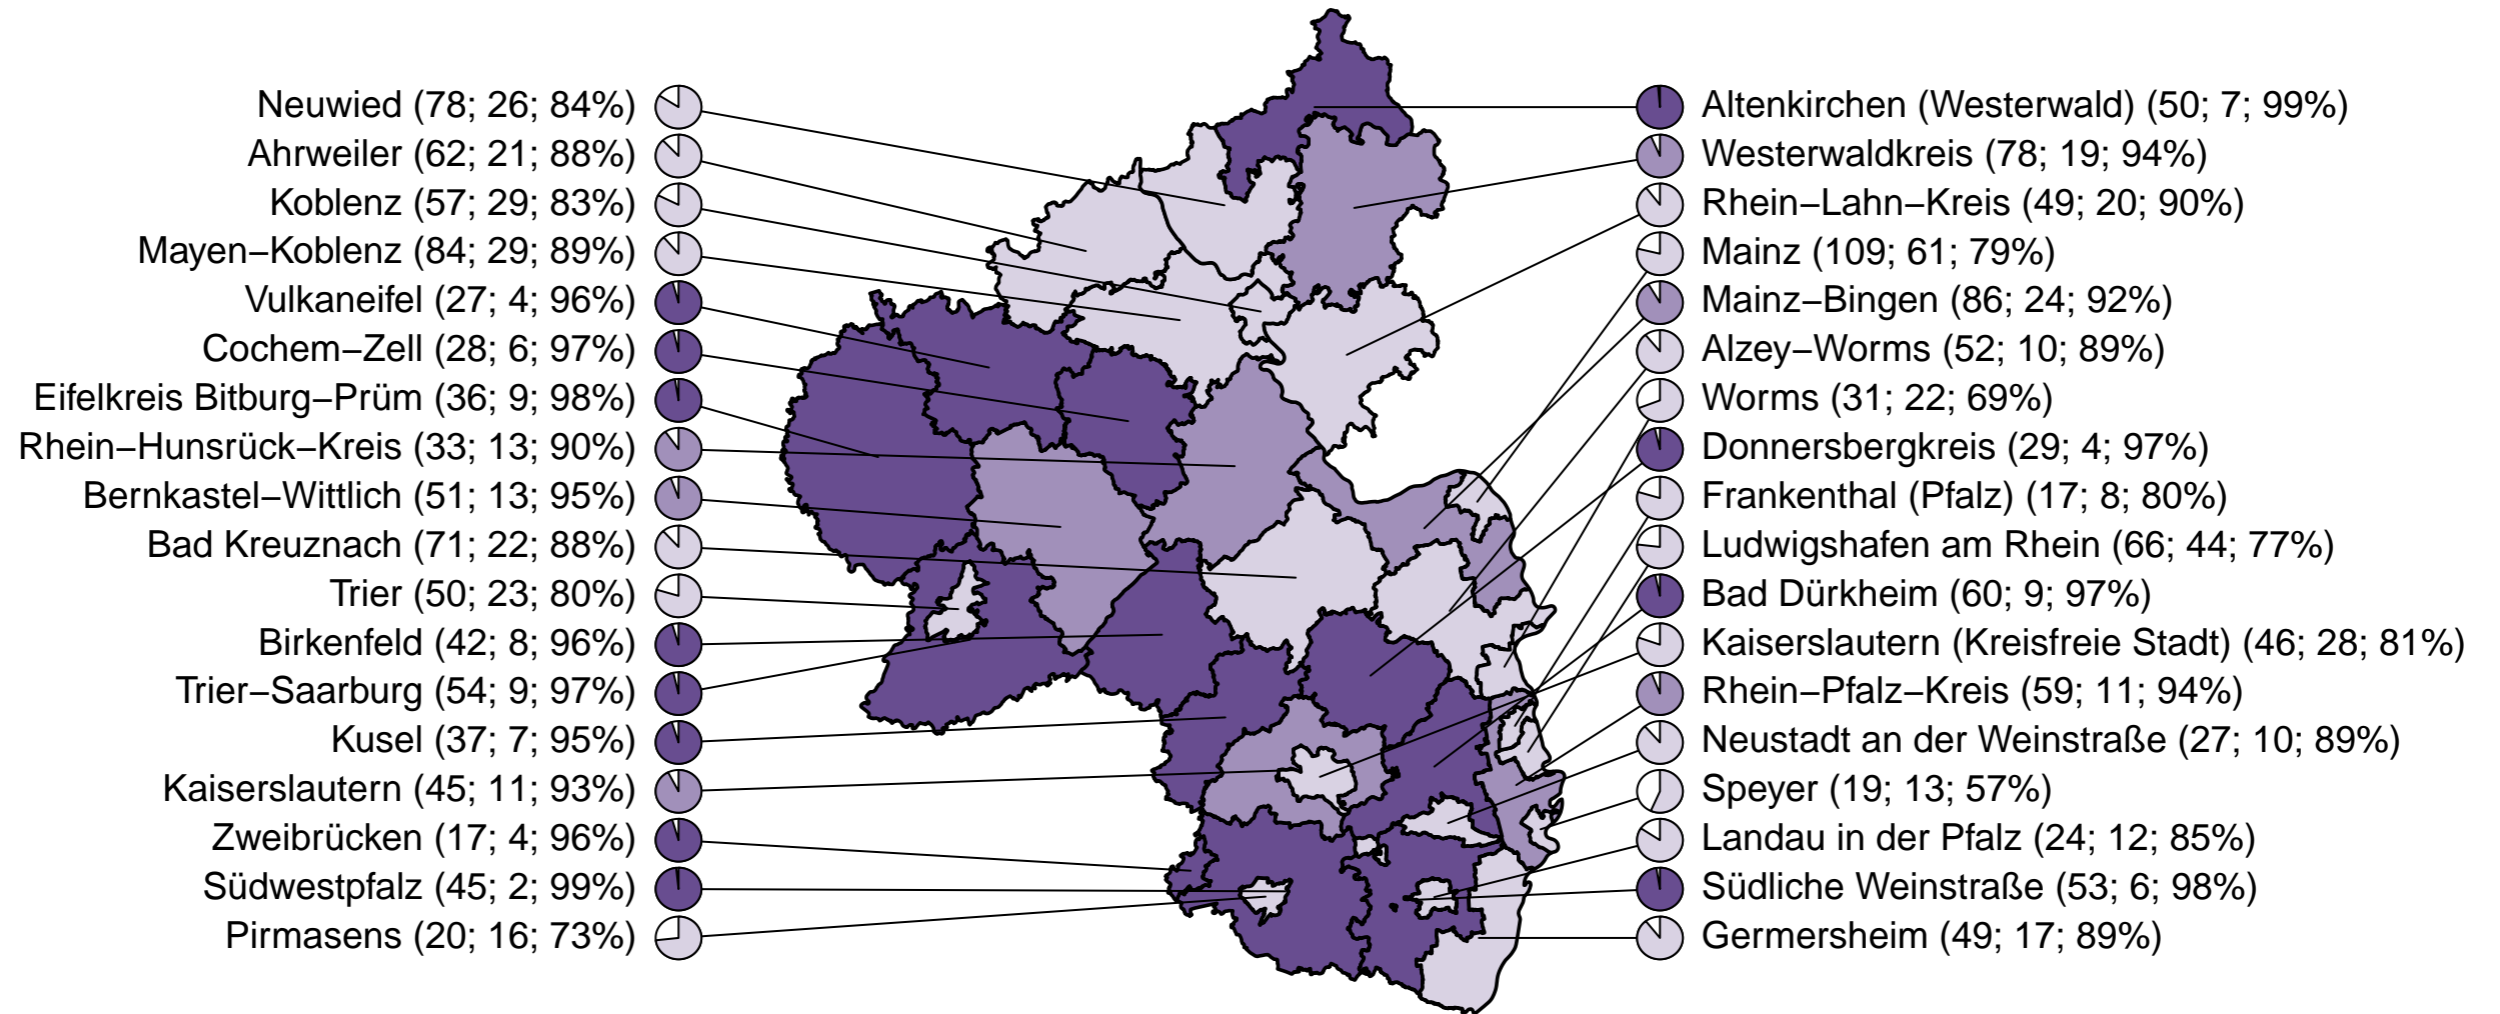 Neuwied (78; 26; 84%)
Ahrweiler (62; 21; 88%)
Koblenz (57; 29; 83%)
Mayen−Koblenz (84; 29; 89%)
Vulkaneifel (27; 4; 96%)
Cochem−Zell (28; 6; 97%)
Eifelkreis Bitburg−Prüm (36; 9; 98%)
Rhein−Hunsrück−Kreis (33; 13; 90%)
Bernkastel−Wittlich (51; 13; 95%)
Bad Kreuznach (71; 22; 88%)
Trier (50; 23; 80%)
Birkenfeld (42; 8; 96%)
Trier−Saarburg (54; 9; 97%)
Kusel (37; 7; 95%)
Kaiserslautern (45; 11; 93%)
Zweibrücken (17; 4; 96%)
Südwestpfalz (45; 2; 99%)
Pirmasens (20; 16; 73%)
Altenkirchen (Westerwald) (50; 7; 99%)
Westerwaldkreis (78; 19; 94%)
Rhein−Lahn−Kreis (49; 20; 90%)
Mainz (109; 61; 79%)
Mainz−Bingen (86; 24; 92%)
Alzey−Worms (52; 10; 89%)
Worms (31; 22; 69%)
Donnersbergkreis (29; 4; 97%)
Frankenthal (Pfalz) (17; 8; 80%)
Ludwigshafen am Rhein (66; 44; 77%)
Bad Dürkheim (60; 9; 97%)
Kaiserslautern (Kreisfreie Stadt) (46; 28; 81%)
Rhein−Pfalz−Kreis (59; 11; 94%)
Neustadt an der Weinstraße (27; 10; 89%)
Speyer (19; 13; 57%)
Landau in der Pfalz (24; 12; 85%)
Südliche Weinstraße (53; 6; 98%)
Germersheim (49; 17; 89%)